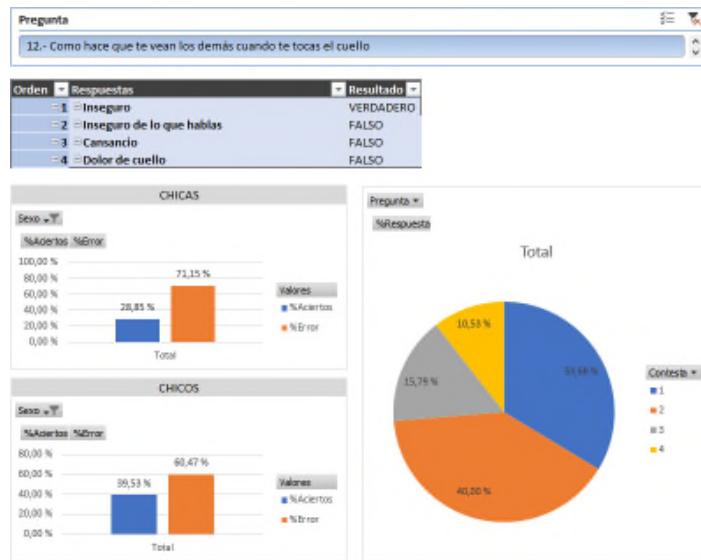 Pregunta
12.- Como hace que te vean los demás cuando te tocas el cuello
Orden Respuestas Resultado
1 Inseguro VERDADERO
2 Inseguro de lo que hablas FALSO
3 Cansancio FALSO
4 Dolor de cuello FALSO
CHICAS
Sexo
%Aciertos %Error
100,00 %
80,00 %
60,00 %
40,00 %
20,00 %
0,00 %
28,85 %
71,15 %
Total
Valores
%Aciertos
%Error
CHICOS
Sexo
%Aciertos %Error
80,00 %
60,00 %
40,00 %
20,00 %
0,00 %
39,53 %
60,47 %
Total
Valores
%Aciertos
%Error
Pregunta
%Respuesta
Total
10,53 %
15,79 %
40,00 %
Contesta
1
2
3
4